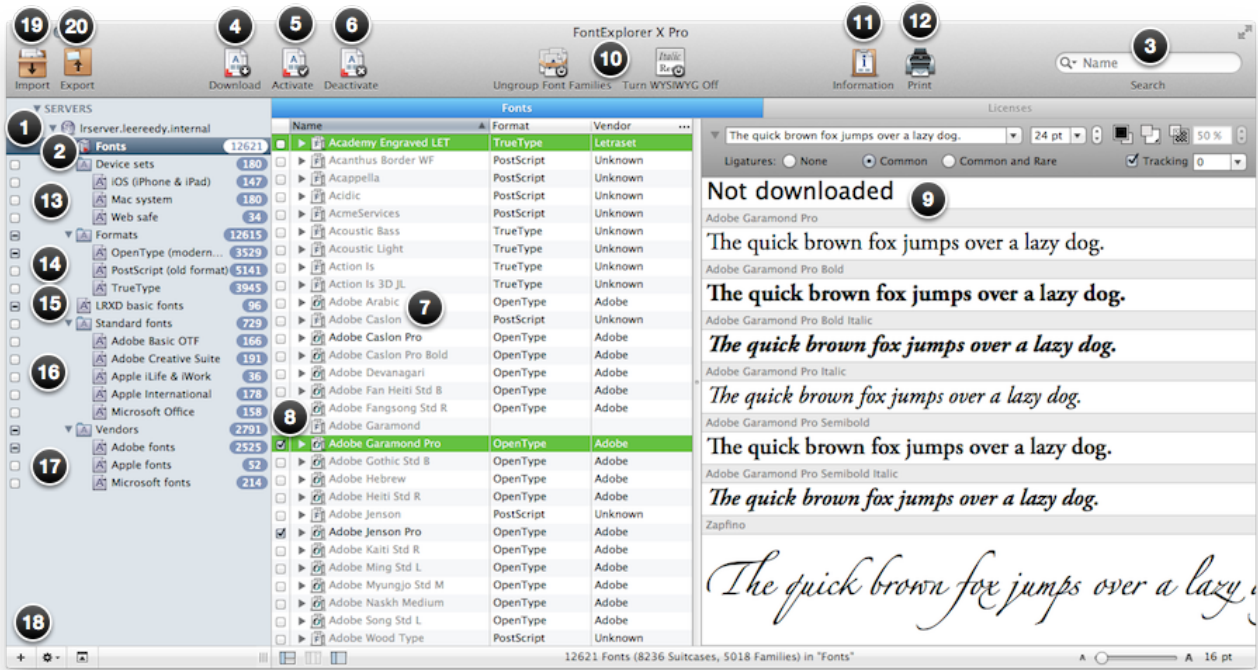 19 20 4 5 6 10 11 12 3
FontExplorer X Pro
Italic
Re
Name
Import Export Download Activate Deactivate Ungroup Font Families Turn WYSIWYG Off Information Print Search
SERVERS
Fonts Licenses
1 lrserver.leereedy.internal
2 Fonts 12621
Device sets 180
iOS (iPhone & iPad) 147
13 Mac system 180
Web safe 34
Formats 12615
OpenType (modern... 3529
14 PostScript (old format) 5141
TrueType 3945
15 LRXD basic fonts 96
Standard fonts 729
Adobe Basic OTF 166
Adobe Creative Suite 191
16 Apple iLife & iWork 36
Apple International 178
Microsoft Office 158
Vendors 2791
Adobe fonts 2525
17 Apple fonts 52
Microsoft fonts 214
18
Name Format Vendor ...
Academy Engraved LET TrueType Letraset
Acanthus Border WF PostScript Unknown
Acappella PostScript Unknown
Acidic PostScript Unknown
AcmeServices PostScript Unknown
Acoustic Bass TrueType Unknown
Acoustic Light TrueType Unknown
Action Is TrueType Unknown
Action Is 3D JL TrueType Unknown
Adobe Arabic OpenType Adobe
7
Adobe Caslon PostScript Unknown
Adobe Caslon Pro OpenType Adobe
Adobe Caslon Pro Bold OpenType Adobe
Adobe Devanagari OpenType Adobe
Adobe Fan Heiti Std B OpenType Adobe
Adobe Fangsong Std R OpenType Adobe
8
Adobe Garamond
Adobe Garamond Pro OpenType Adobe
Adobe Gothic Std B OpenType Adobe
Adobe Hebrew OpenType Adobe
Adobe Heiti Std R OpenType Adobe
Adobe Jenson PostScript Unknown
Adobe Jenson Pro OpenType Adobe
Adobe Kaiti Std R OpenType Adobe
Adobe Ming Std L OpenType Adobe
Adobe Myungjo Std M OpenType Adobe
Adobe Naskh Medium OpenType Adobe
Adobe Song Std L OpenType Adobe
Adobe Wood Type PostScript Unknown
The quick brown fox jumps over a lazy dog. 24 pt 50 %
Ligatures: None Common Common and Rare Tracking 0
Not downloaded 9
Adobe Garamond Pro
The quick brown fox jumps over a lazy dog.
Adobe Garamond Pro Bold
The quick brown fox jumps over a lazy dog.
Adobe Garamond Pro Bold Italic
The quick brown fox jumps over a lazy dog.
Adobe Garamond Pro Italic
The quick brown fox jumps over a lazy dog.
Adobe Garamond Pro Semibold
The quick brown fox jumps over a lazy dog.
Adobe Garamond Pro Semibold Italic
The quick brown fox jumps over a lazy dog.
Zapfino
The quick brown fox jumps over a lazy
12621 Fonts (8236 Suitcases, 5018 Families) in "Fonts" A A 16 pt